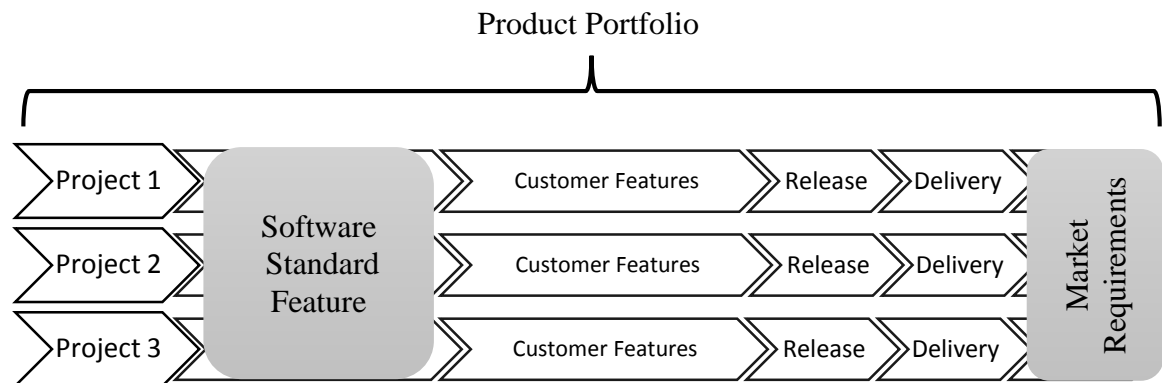 Product Portfolio
Project 1
Customer Features
Release
Delivery
Software
Standard
Feature
Project 2
Customer Features
Release
Delivery
Market
Requirements
Project 3
Customer Features
Release
Delivery